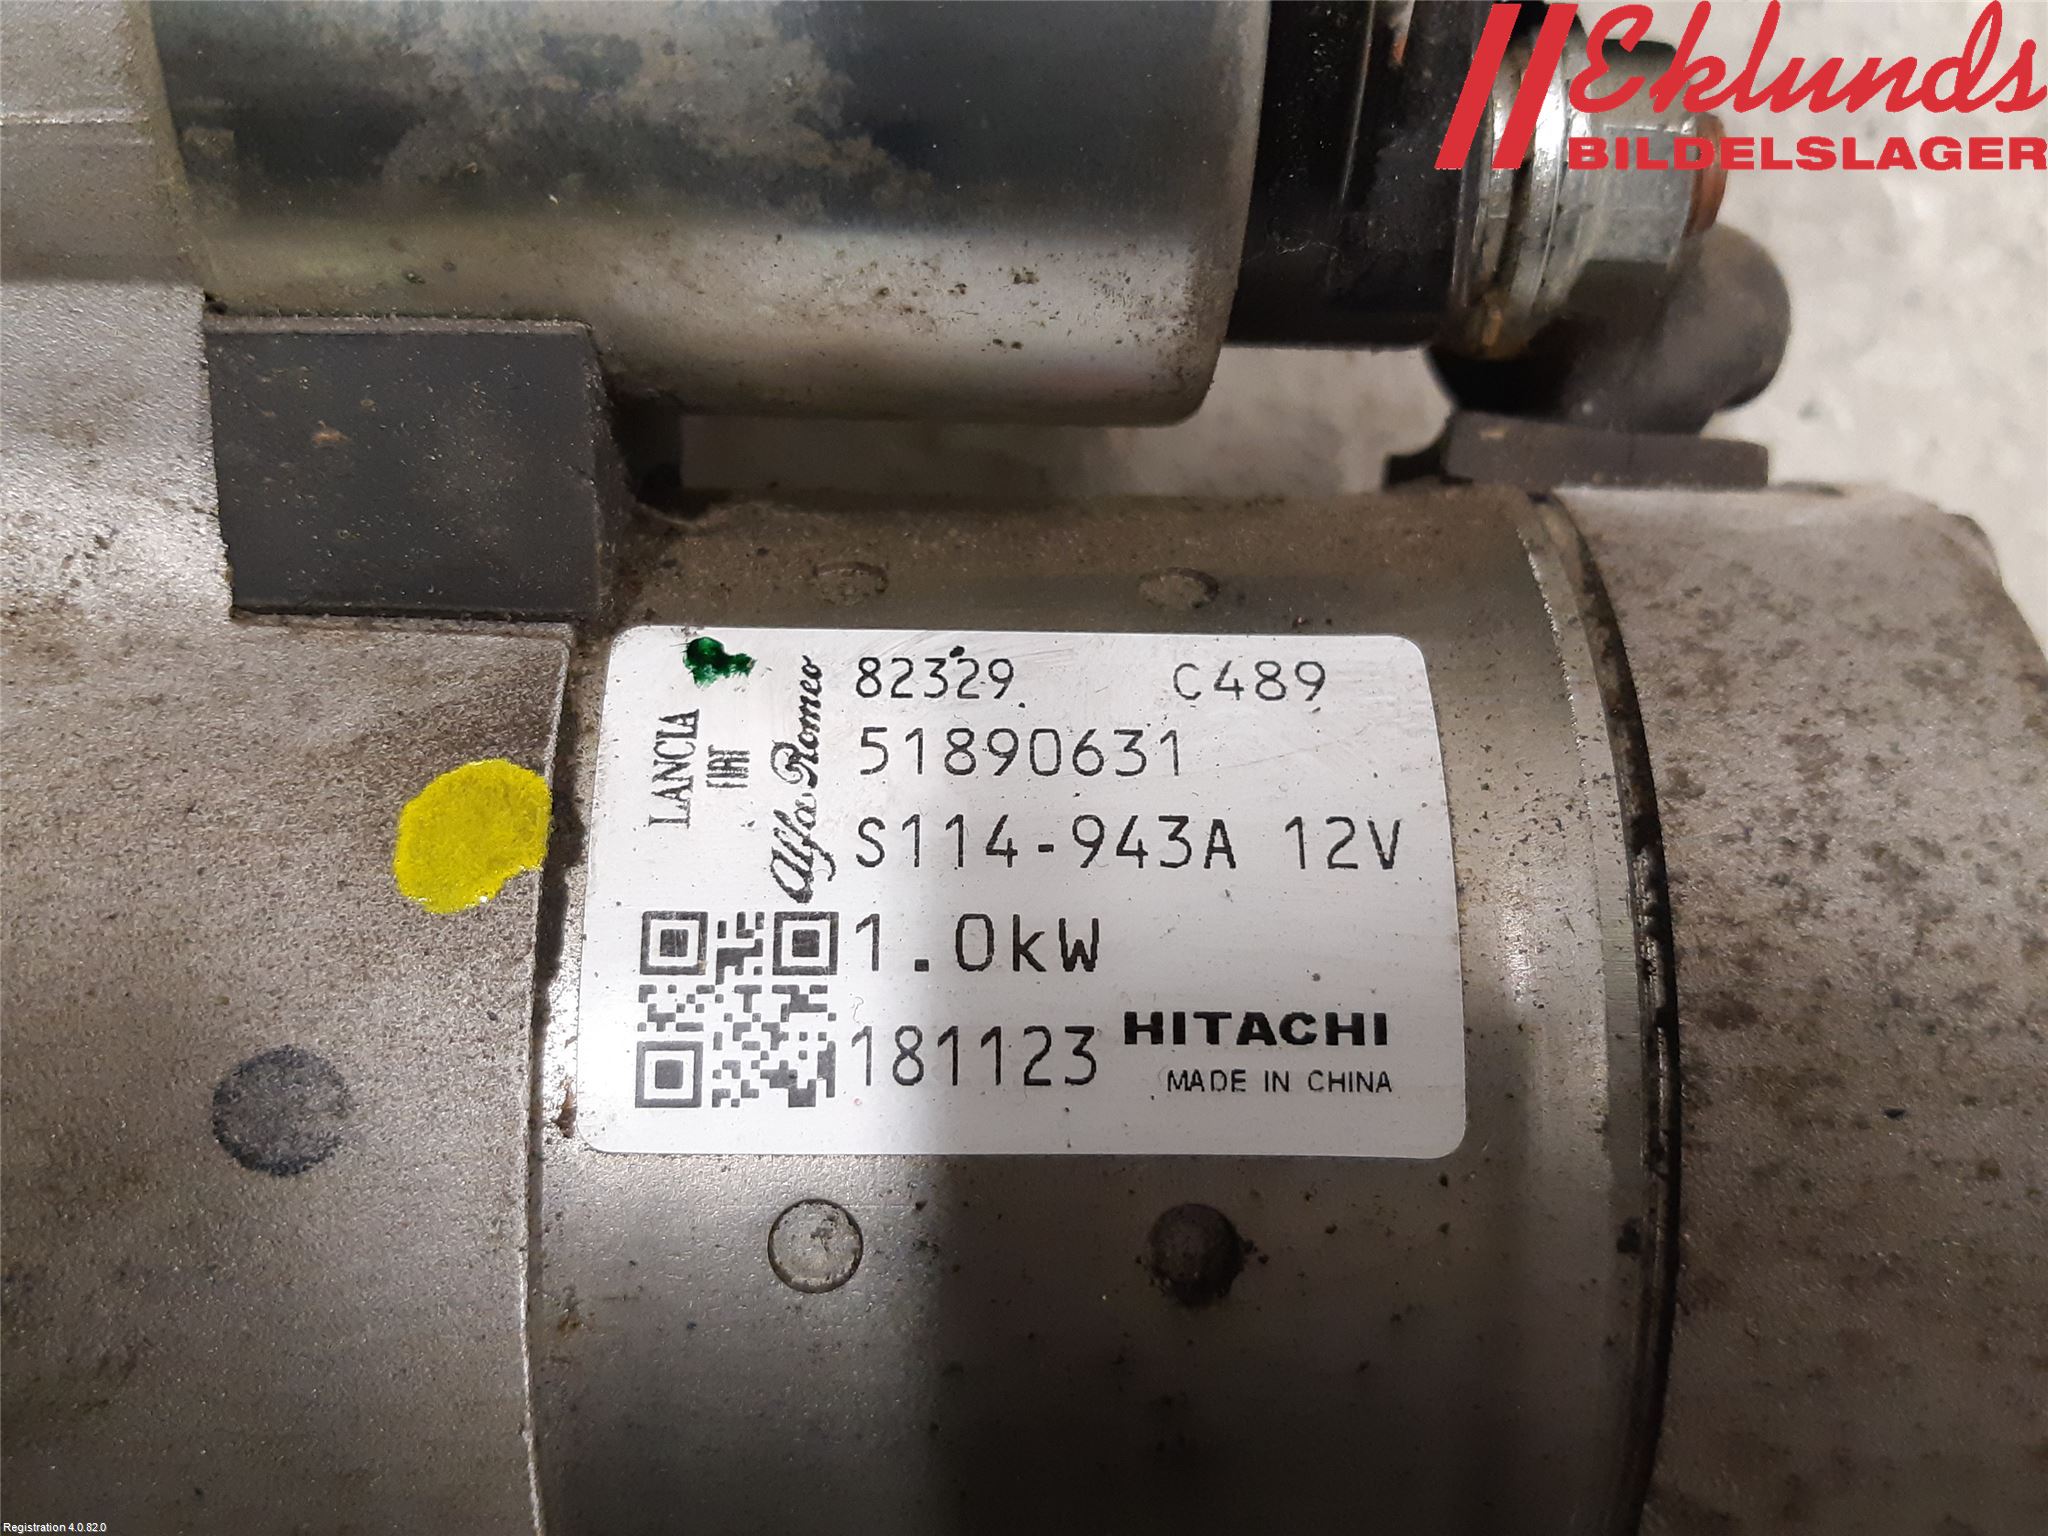 Eklunds
BILDELSLAGER
82329 C489
LANCIA
FIAT
Alfa Romeo
51890631
S114-943A 12V
1.0kW
181123
HITACHI
MADE IN CHINA
Registration 4.0.82.0